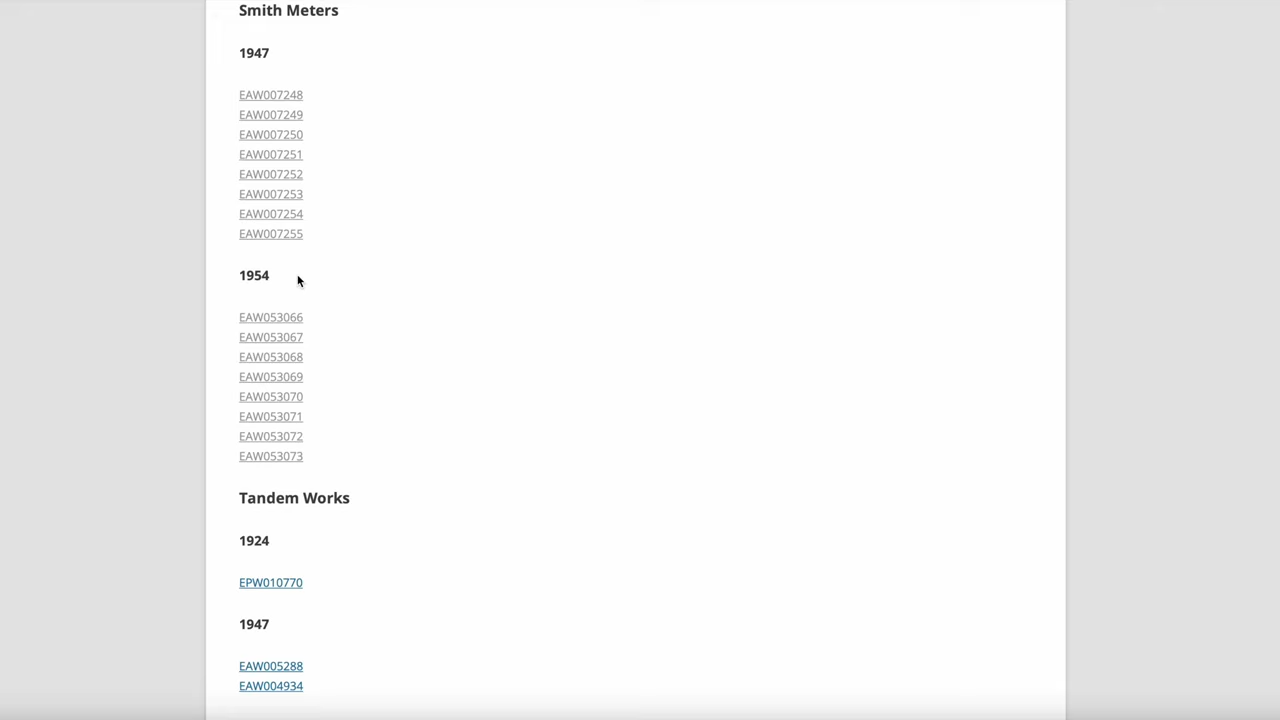 Smith Meters
1947
EAW007248
EAW007249
EAW007250
EAW007251
EAW007252
EAW007253
EAW007254
EAW007255
1954
EAW053066
EAW053067
EAW053068
EAW053069
EAW053070
EAW053071
EAW053072
EAW053073
Tandem Works
1924
EPW010770
1947
EAW005288
EAW004934